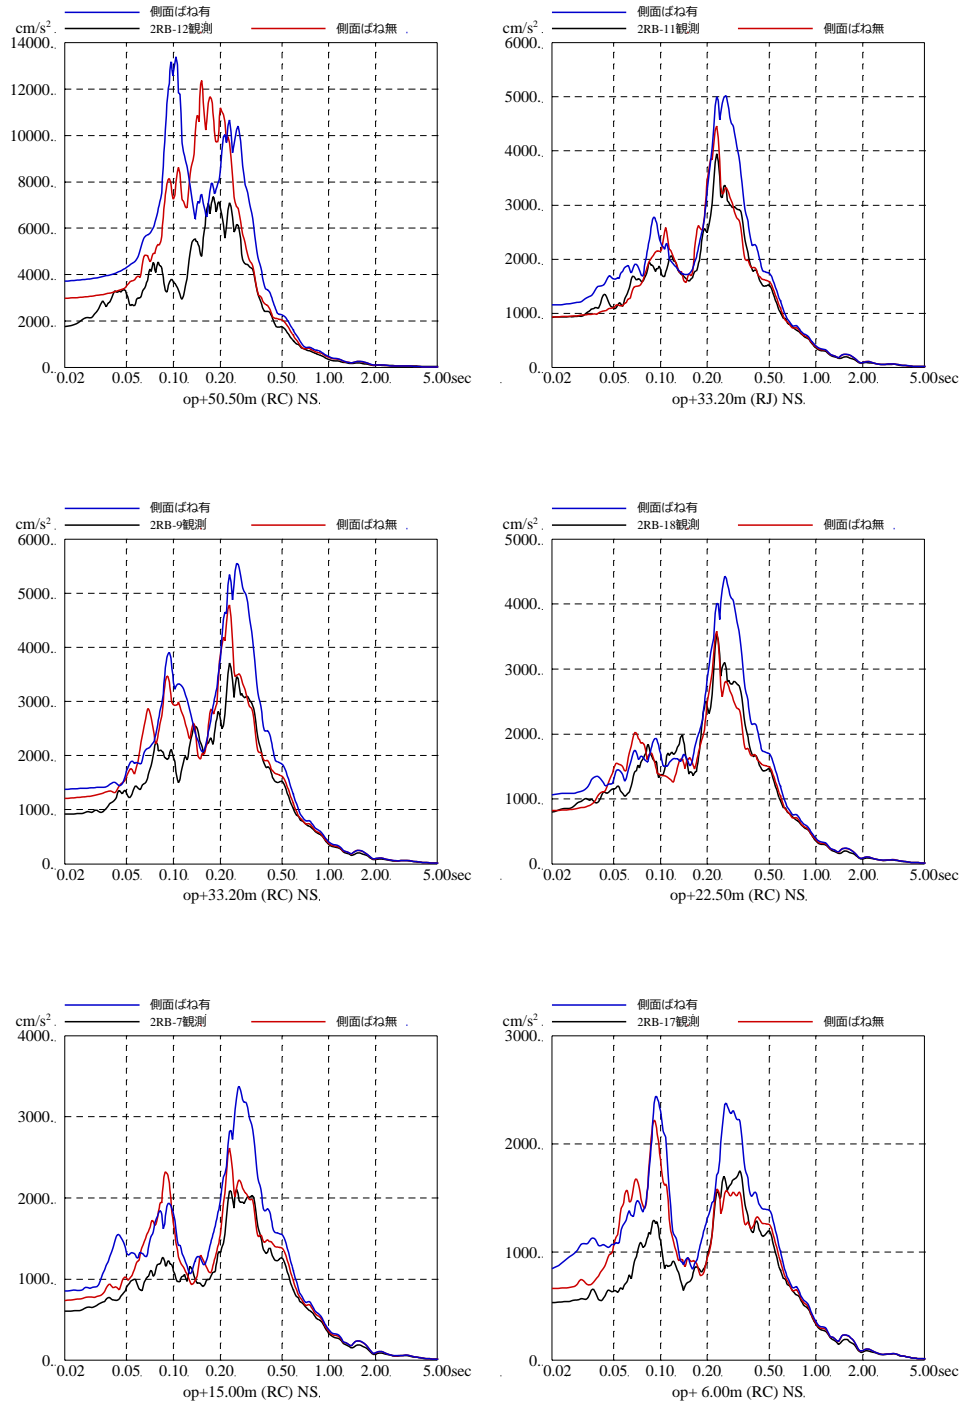 cm/s² 側面ばね有
2RB-12観測 側面ばね無
14000.
12000.
10000.
8000.
6000.
4000.
2000.
0.
0.02 0.05 0.10 0.20 0.50 1.00 2.00 5.00sec
op+50.50m (RC) NS
cm/s² 側面ばね有
2RB-11観測 側面ばね無
6000.
5000.
4000.
3000.
2000.
1000.
0.
0.02 0.05 0.10 0.20 0.50 1.00 2.00 5.00sec
op+33.20m (RJ) NS
cm/s² 側面ばね有
2RB-9観測 側面ばね無
6000.
5000.
4000.
3000.
2000.
1000.
0.
0.02 0.05 0.10 0.20 0.50 1.00 2.00 5.00sec
op+33.20m (RC) NS
cm/s² 側面ばね有
2RB-18観測 側面ばね無
5000.
4000.
3000.
2000.
1000.
0.
0.02 0.05 0.10 0.20 0.50 1.00 2.00 5.00sec
op+22.50m (RC) NS
cm/s² 側面ばね有
2RB-7観測 側面ばね無
4000.
3000.
2000.
1000.
0.
0.02 0.05 0.10 0.20 0.50 1.00 2.00 5.00sec
op+15.00m (RC) NS
cm/s² 側面ばね有
2RB-17観測 側面ばね無
3000.
2000.
1000.
0.
0.02 0.05 0.10 0.20 0.50 1.00 2.00 5.00sec
op+ 6.00m (RC) NS